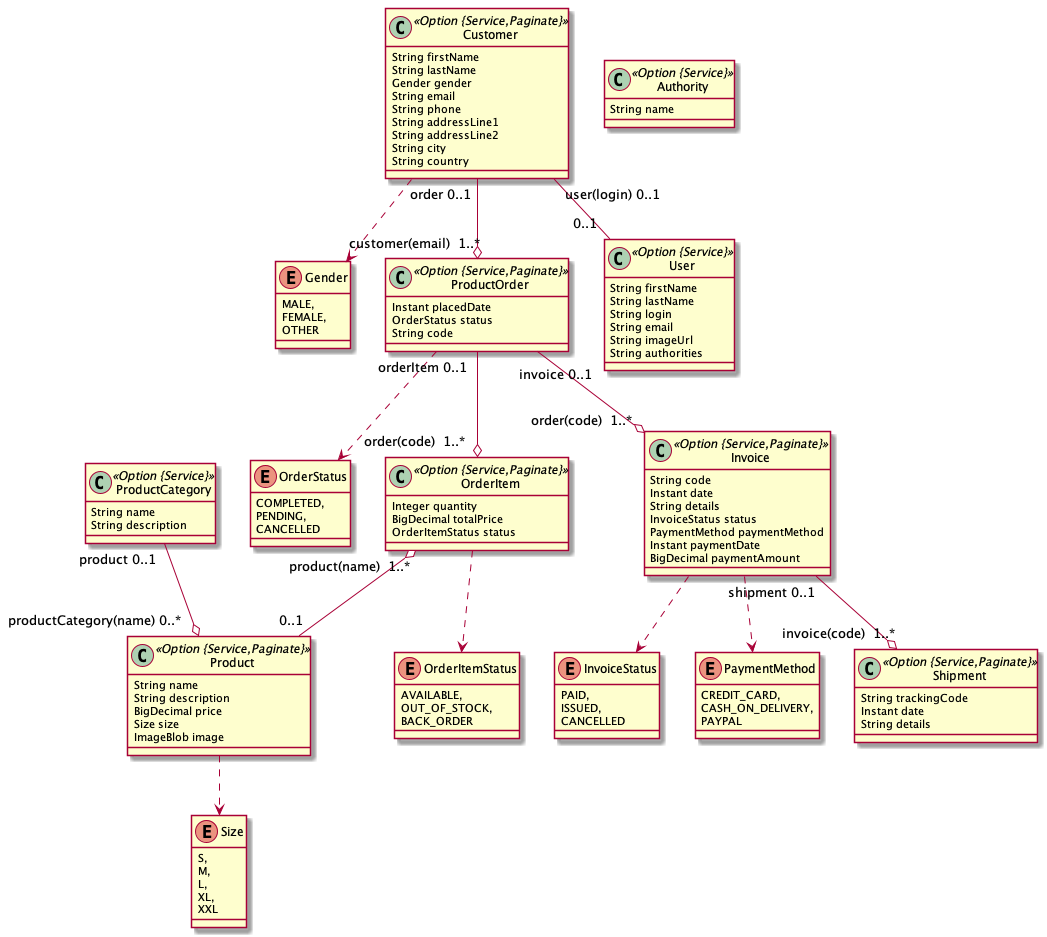 C «Option {Service,Paginate}»
Customer
String firstName
String lastName
Gender gender
String email
String phone
String addressLine1
String addressLine2
String city
String country
C «Option {Service}»
Authority
String name
order 0..1
user(login) 0..1
customer(email) 1..*
0..1
E Gender
MALE,
FEMALE,
OTHER
C «Option {Service,Paginate}»
ProductOrder
Instant placedDate
OrderStatus status
String code
C «Option {Service}»
User
String firstName
String lastName
String login
String email
String imageUrl
String authorities
orderItem 0..1
invoice 0..1
order(code) 1..*
order(code) 1..*
C «Option {Service}»
ProductCategory
String name
String description
E OrderStatus
COMPLETED,
PENDING,
CANCELLED
C «Option {Service,Paginate}»
OrderItem
Integer quantity
BigDecimal totalPrice
OrderItemStatus status
C «Option {Service,Paginate}»
Invoice
String code
Instant date
String details
InvoiceStatus status
PaymentMethod paymentMethod
Instant paymentDate
BigDecimal paymentAmount
product 0..1
product(name) 1..*
shipment 0..1
productCategory(name) 0..*
0..1
invoice(code) 1..*
C «Option {Service,Paginate}»
Product
String name
String description
BigDecimal price
Size size
ImageBlob image
E OrderItemStatus
AVAILABLE,
OUT_OF_STOCK,
BACK_ORDER
E InvoiceStatus
PAID,
ISSUED,
CANCELLED
E PaymentMethod
CREDIT_CARD,
CASH_ON_DELIVERY,
PAYPAL
C «Option {Service,Paginate}»
Shipment
String trackingCode
Instant date
String details
E Size
S,
M,
L,
XL,
XXL